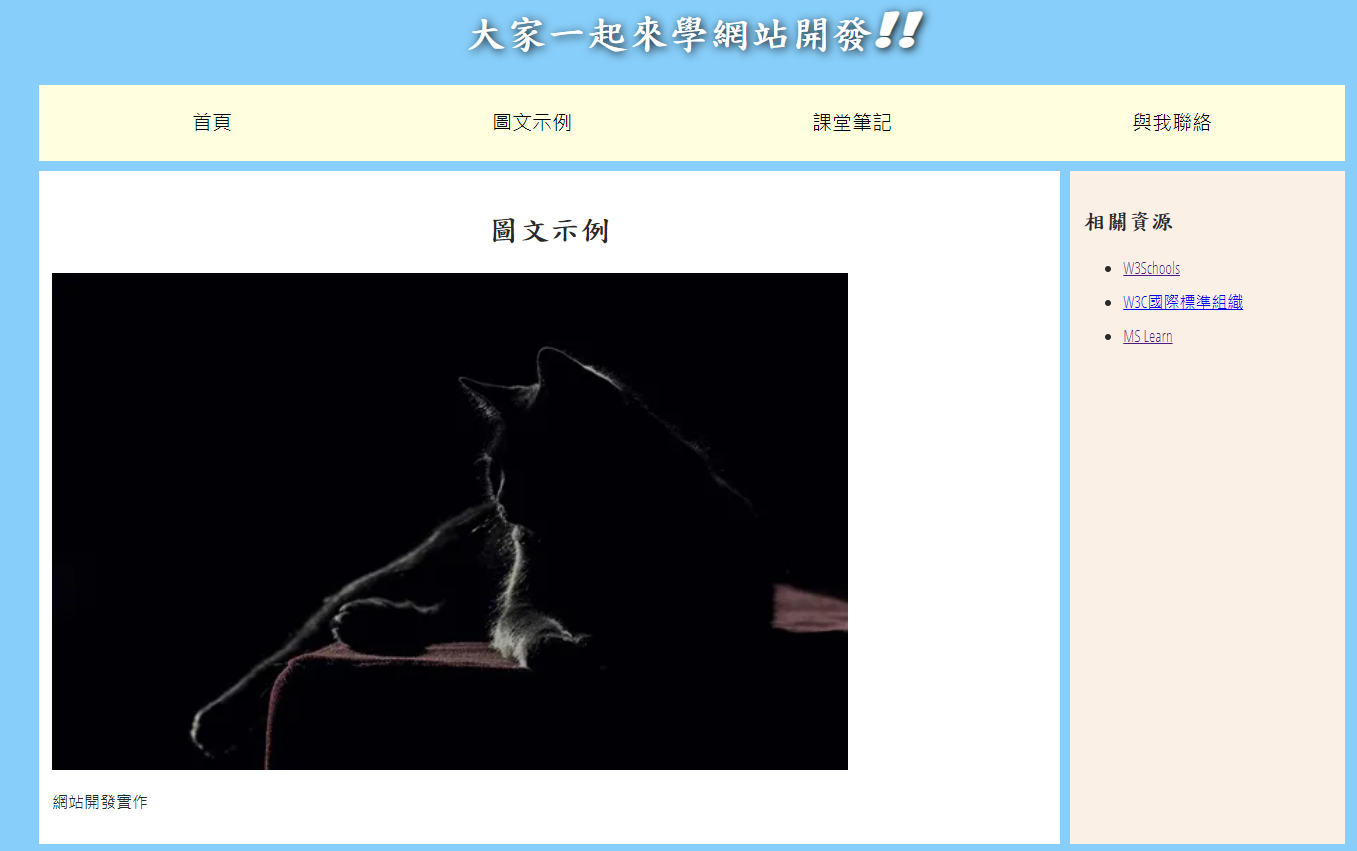 大家一起來學網站開發!!
首頁 圖文示例 課堂筆記 與我聯絡
圖文示例
網站開發實作
相關資源
W3Schools
W3C國際標準組織
MS Learn